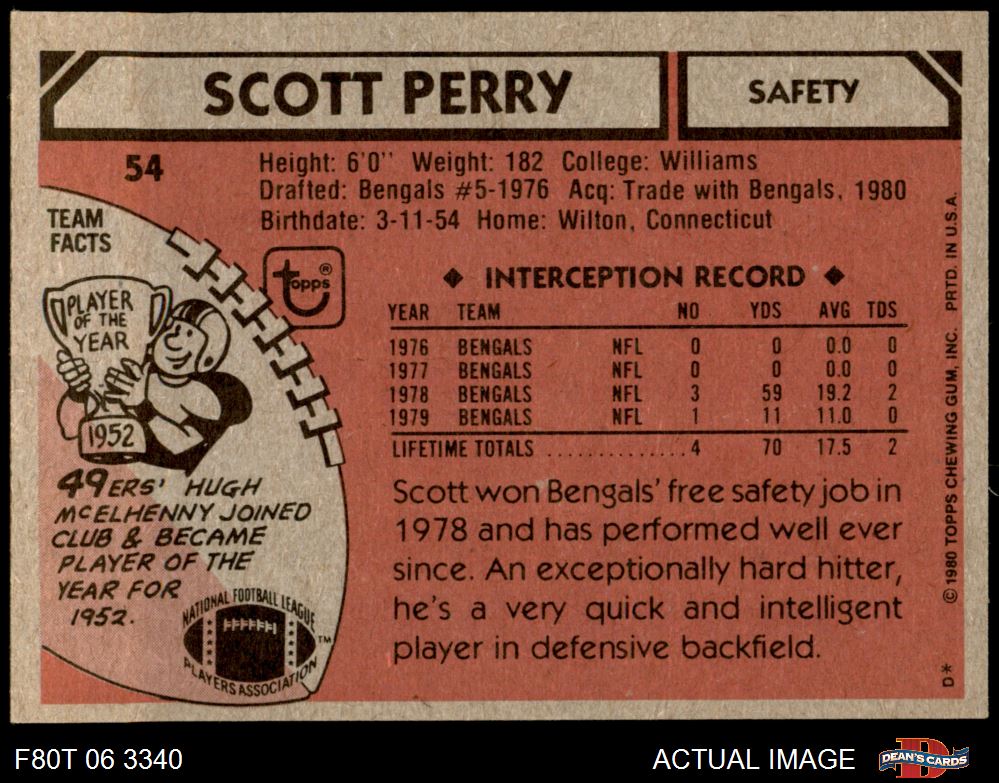 SCOTT PERRY
SAFETY
54
Height: 6'0" Weight: 182 College: Williams
Drafted: Bengals #5-1976 Acq: Trade with Bengals, 1980
Birthdate: 3-11-54 Home: Wilton, Connecticut
TEAM
FACTS
PLAYER
OF THE
YEAR
1952
49ERS' HUGH
McELHENNY JOINED
CLUB & BECAME
PLAYER OF THE
YEAR FOR
1952.
NATIONAL FOOTBALL LEAGUE
PLAYERS ASSOCIATION
TM
topps ®
◆ INTERCEPTION RECORD ◆
YEAR TEAM NO YDS AVG TDS
1976 BENGALS NFL 0 0 0.0 0
1977 BENGALS NFL 0 0 0.0 0
1978 BENGALS NFL 3 59 19.2 2
1979 BENGALS NFL 1 11 11.0 0
LIFETIME TOTALS .............. 4 70 17.5 2
Scott won Bengals' free safety job in
1978 and has performed well ever
since. An exceptionally hard hitter,
he's a very quick and intelligent
player in defensive backfield.
D* © 1980 TOPPS CHEWING GUM, INC. PRTD. IN U.S.A.
F80T 06 3340
ACTUAL IMAGE
DEAN'S CARDS